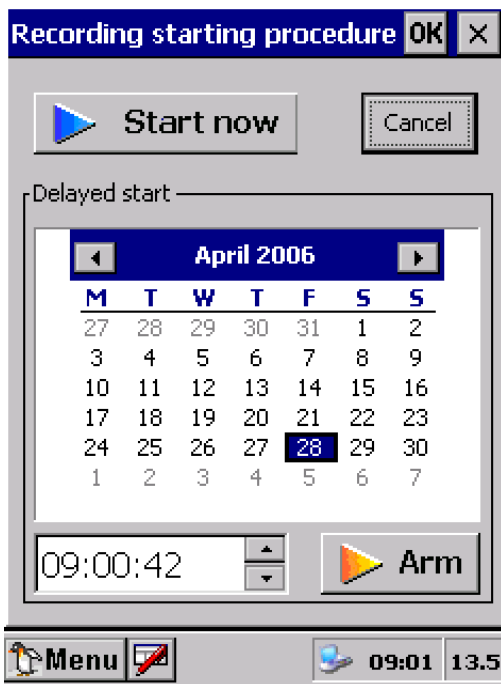 Recording starting procedure OK ×
Start now Cancel
Delayed start
April 2006
M T W T F S S
27 28 29 30 31 1 2
3 4 5 6 7 8 9
10 11 12 13 14 15 16
17 18 19 20 21 22 23
24 25 26 27 28 29 30
1 2 3 4 5 6 7
09:00:42 Arm
Menu 09:01 13.5